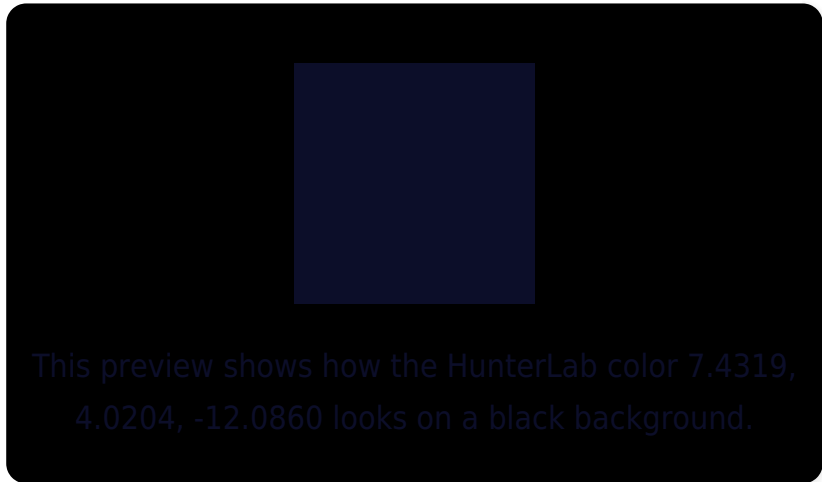 This preview shows how the HunterLab color 7.4319,
4.0204, -12.0860 looks on a black background.